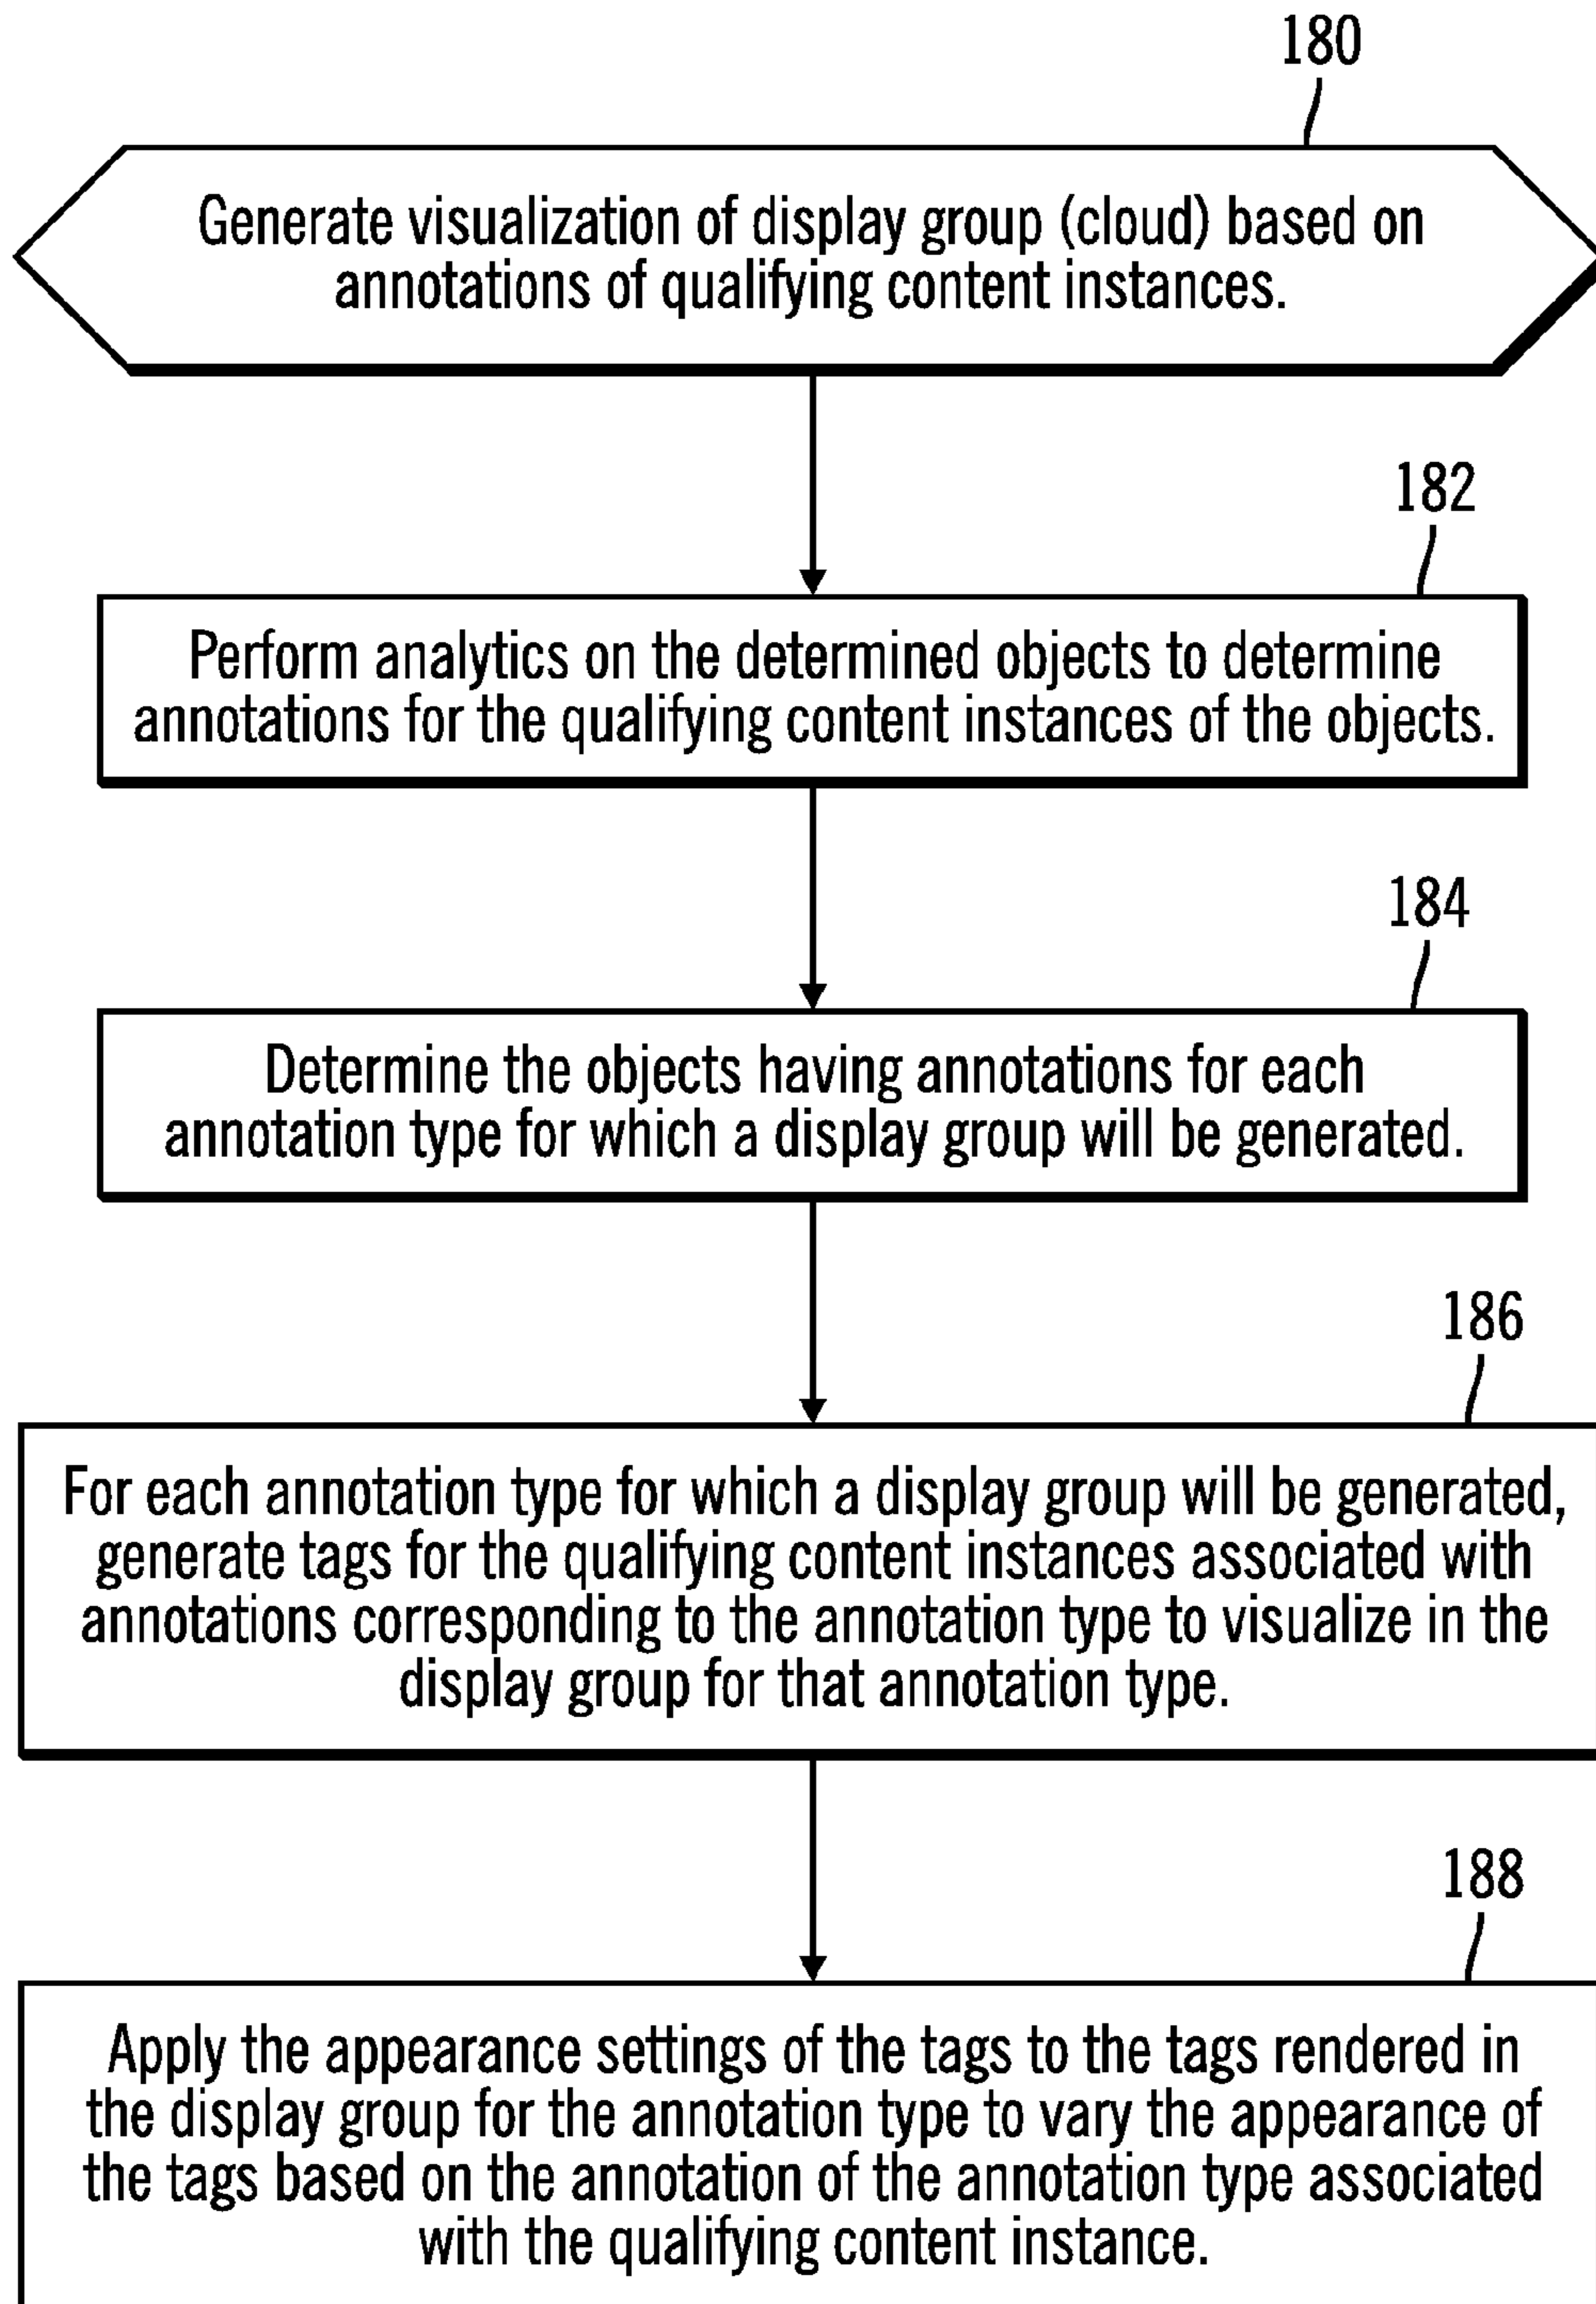 180
Generate visualization of display group (cloud) based on
annotations of qualifying content instances.
182
Perform analytics on the determined objects to determine
annotations for the qualifying content instances of the objects.
184
Determine the objects having annotations for each
annotation type for which a display group will be generated.
186
For each annotation type for which a display group will be generated,
generate tags for the qualifying content instances associated with
annotations corresponding to the annotation type to visualize in the
display group for that annotation type.
188
Apply the appearance settings of the tags to the tags rendered in
the display group for the annotation type to vary the appearance of
the tags based on the annotation of the annotation type associated
with the qualifying content instance.